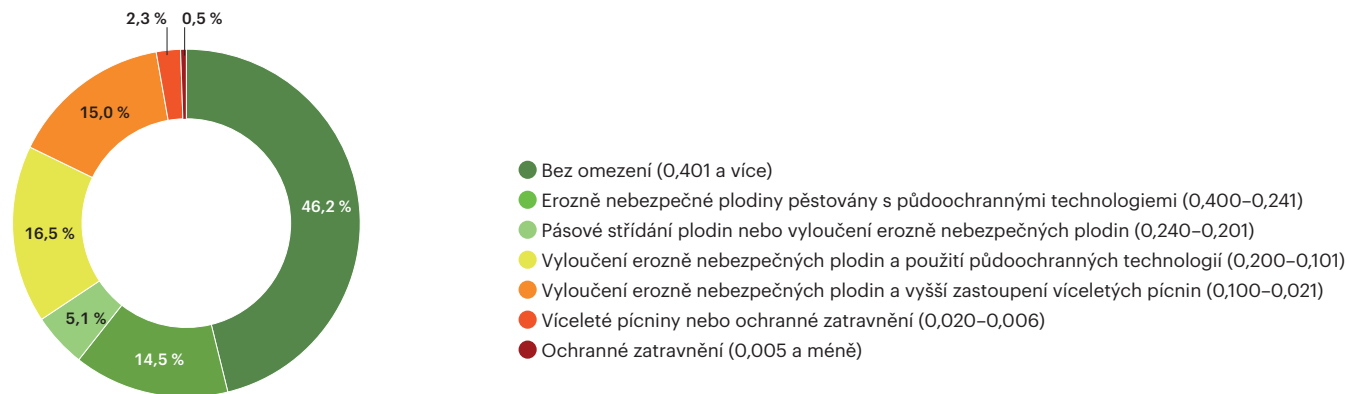 2,3 %
0,5 %
15,0 %
46,2 %
16,5 %
5,1 %
14,5 %
Bez omezení (0,401 a více)
Erozně nebezpečné plodiny pěstovány s půdoochrannými technologiemi (0,400–0,241)
Pásové střídání plodin nebo vyloučení erozně nebezpečných plodin (0,240–0,201)
Vyloučení erozně nebezpečných plodin a použití půdoochranných technologií (0,200–0,101)
Vyloučení erozně nebezpečných plodin a vyšší zastoupení víceletých pícnin (0,100–0,021)
Víceleté pícniny nebo ochranné zatravnění (0,020–0,006)
Ochranné zatravnění (0,005 a méně)